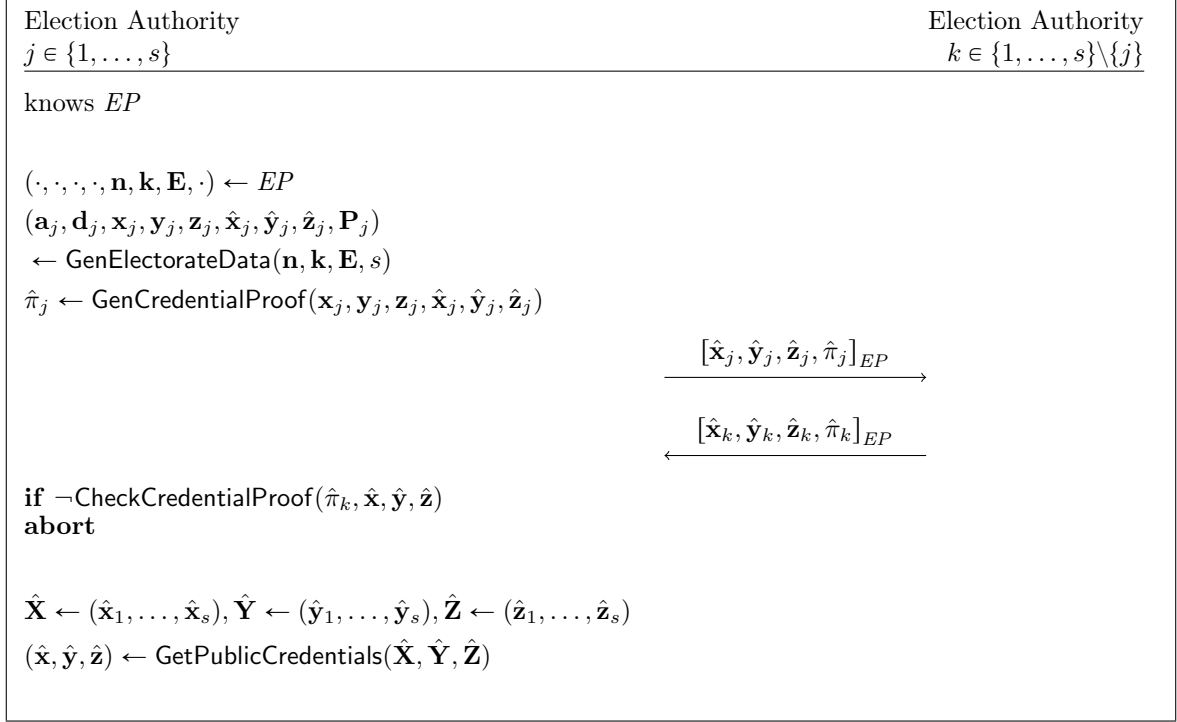 Election Authority Election Authority
j ∈ {1, . . . , s} k ∈ {1, . . . , s}\{j}
knows EP
(·, ·, ·, ·, n, k, E, ·) ← EP
(a_j, d_j, x_j, y_j, z_j, x̂_j, ŷ_j, ẑ_j, P_j)
← GenElectorateData(n, k, E, s)
π̂_j ← GenCredentialProof(x_j, y_j, z_j, x̂_j, ŷ_j, ẑ_j)
[x̂_j, ŷ_j, ẑ_j, π̂_j]_EP
[x̂_k, ŷ_k, ẑ_k, π̂_k]_EP
if ¬CheckCredentialProof(π̂_k, x̂, ŷ, ẑ)
abort
X̂ ← (x̂_1, . . . , x̂_s), Ŷ ← (ŷ_1, . . . , ŷ_s), Ẑ ← (ẑ_1, . . . , ẑ_s)
(x̂, ŷ, ẑ) ← GetPublicCredentials(X̂, Ŷ, Ẑ)